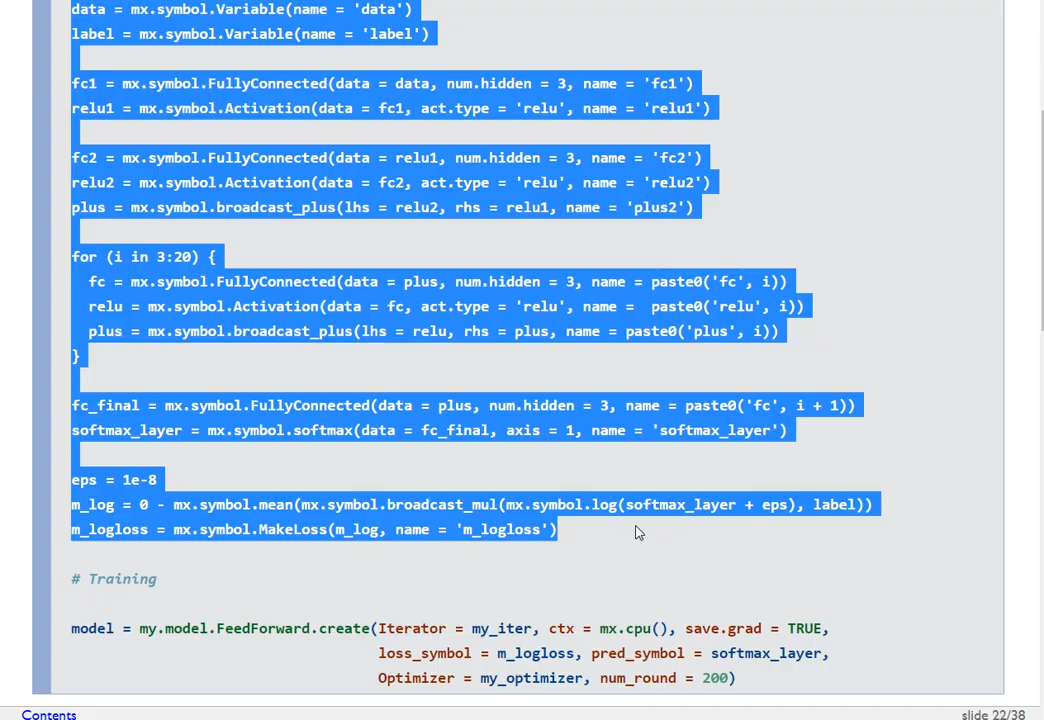 data = mx.symbol.Variable(name = 'data')
label = mx.symbol.Variable(name = 'label')
fc1 = mx.symbol.FullyConnected(data = data, num.hidden = 3, name = 'fc1')
relu1 = mx.symbol.Activation(data = fc1, act.type = 'relu', name = 'relu1')
fc2 = mx.symbol.FullyConnected(data = relu1, num.hidden = 3, name = 'fc2')
relu2 = mx.symbol.Activation(data = fc2, act.type = 'relu', name = 'relu2')
plus = mx.symbol.broadcast_plus(lhs = relu2, rhs = relu1, name = 'plus2')
for (i in 3:20) {
  fc = mx.symbol.FullyConnected(data = plus, num.hidden = 3, name = paste0('fc', i))
  relu = mx.symbol.Activation(data = fc, act.type = 'relu', name =  paste0('relu', i))
  plus = mx.symbol.broadcast_plus(lhs = relu, rhs = plus, name = paste0('plus', i))
}
fc_final = mx.symbol.FullyConnected(data = plus, num.hidden = 3, name = paste0('fc', i + 1))
softmax_layer = mx.symbol.softmax(data = fc_final, axis = 1, name = 'softmax_layer')
eps = 1e-8
m_log = 0 - mx.symbol.mean(mx.symbol.broadcast_mul(mx.symbol.log(softmax_layer + eps), label))
m_logloss = mx.symbol.MakeLoss(m_log, name = 'm_logloss')
# Training
model = my.model.FeedForward.create(Iterator = my_iter, ctx = mx.cpu(), save.grad = TRUE,
                                    loss_symbol = m_logloss, pred_symbol = softmax_layer,
                                    Optimizer = my_optimizer, num_round = 200)
Contents
slide 22/38